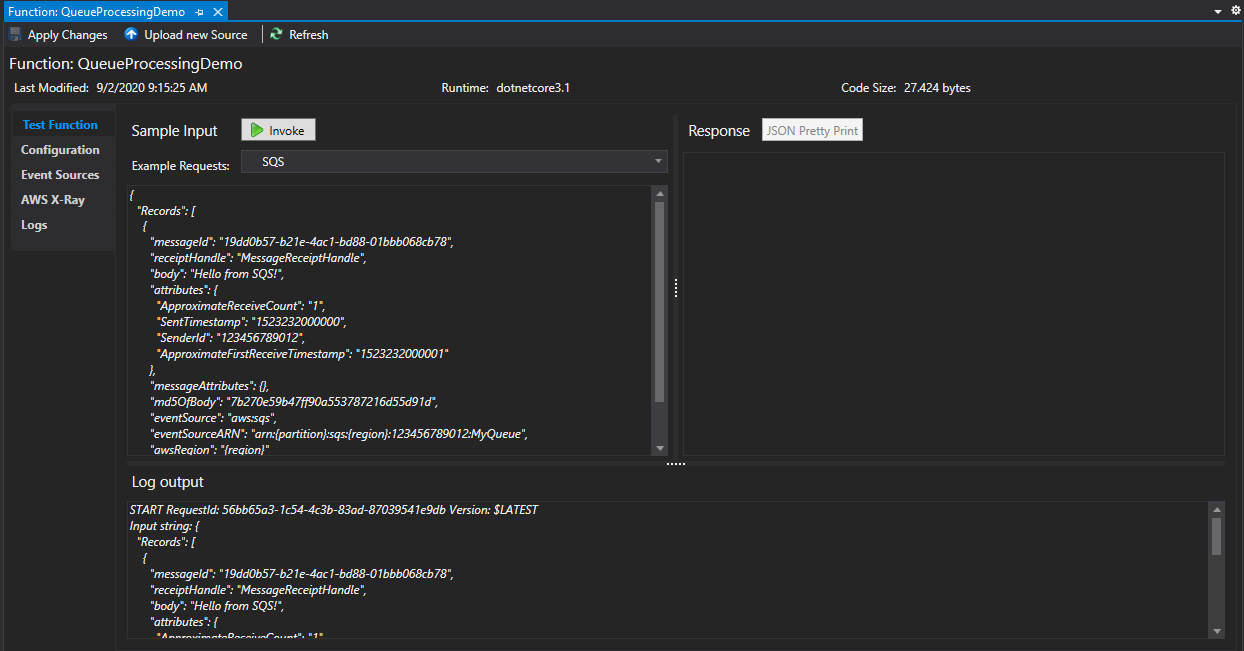 Function: QueueProcessingDemo
Apply Changes Upload new Source Refresh
Function: QueueProcessingDemo
Last Modified: 9/2/2020 9:15:25 AM Runtime: dotnetcore3.1 Code Size: 27.424 bytes
Test Function
Configuration
Event Sources
AWS X-Ray
Logs
Sample Input Invoke
Example Requests: SQS
{
"Records": [
{
"messageId": "19dd0b57-b21e-4ac1-bd88-01bbb068cb78",
"receiptHandle": "MessageReceiptHandle",
"body": "Hello from SQS!",
"attributes": {
"ApproximateReceiveCount": "1",
"SentTimestamp": "1523232000000",
"SenderId": "123456789012",
"ApproximateFirstReceiveTimestamp": "1523232000001"
},
"messageAttributes": {},
"md5OfBody": "7b270e59b47ff90a553787216d55d91d",
"eventSource": "aws:sqs",
"eventSourceARN": "arn:{partition}:sqs:{region}:123456789012:MyQueue",
"awsRegion": "{region}"
Response JSON Pretty Print
Log output
START RequestId: 56bb65a3-1c54-4c3b-83ad-87039541e9db Version: $LATEST
Input string: {
"Records": [
{
"messageId": "19dd0b57-b21e-4ac1-bd88-01bbb068cb78",
"receiptHandle": "MessageReceiptHandle",
"body": "Hello from SQS!",
"attributes": {
"ApproximateReceiveCount": "1"